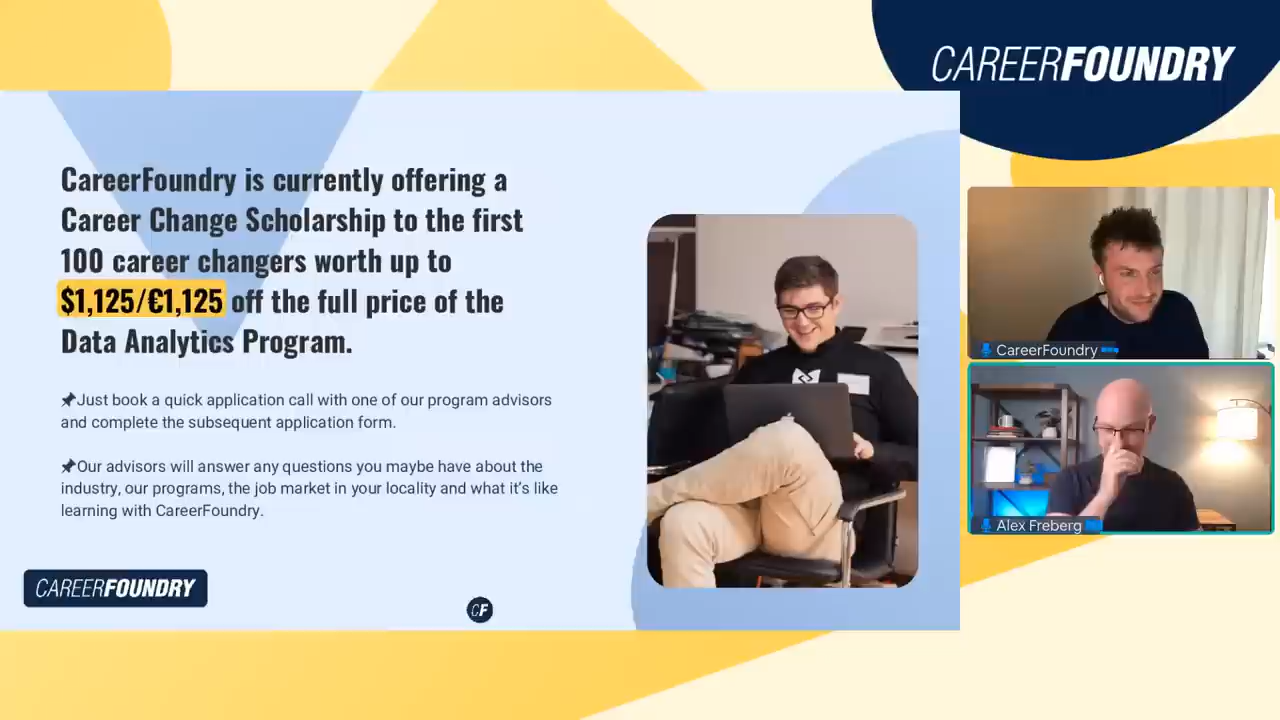 CAREERFOUNDRY
CareerFoundry is currently offering a
Career Change Scholarship to the first
100 career changers worth up to
$1,125/€1,125 off the full price of the
Data Analytics Program.
📌Just book a quick application call with one of our program advisors
and complete the subsequent application form.
📌Our advisors will answer any questions you maybe have about the
industry, our programs, the job market in your locality and what it’s like
learning with CareerFoundry.
CAREERFOUNDRY
CF
CareerFoundry
Alex Freberg